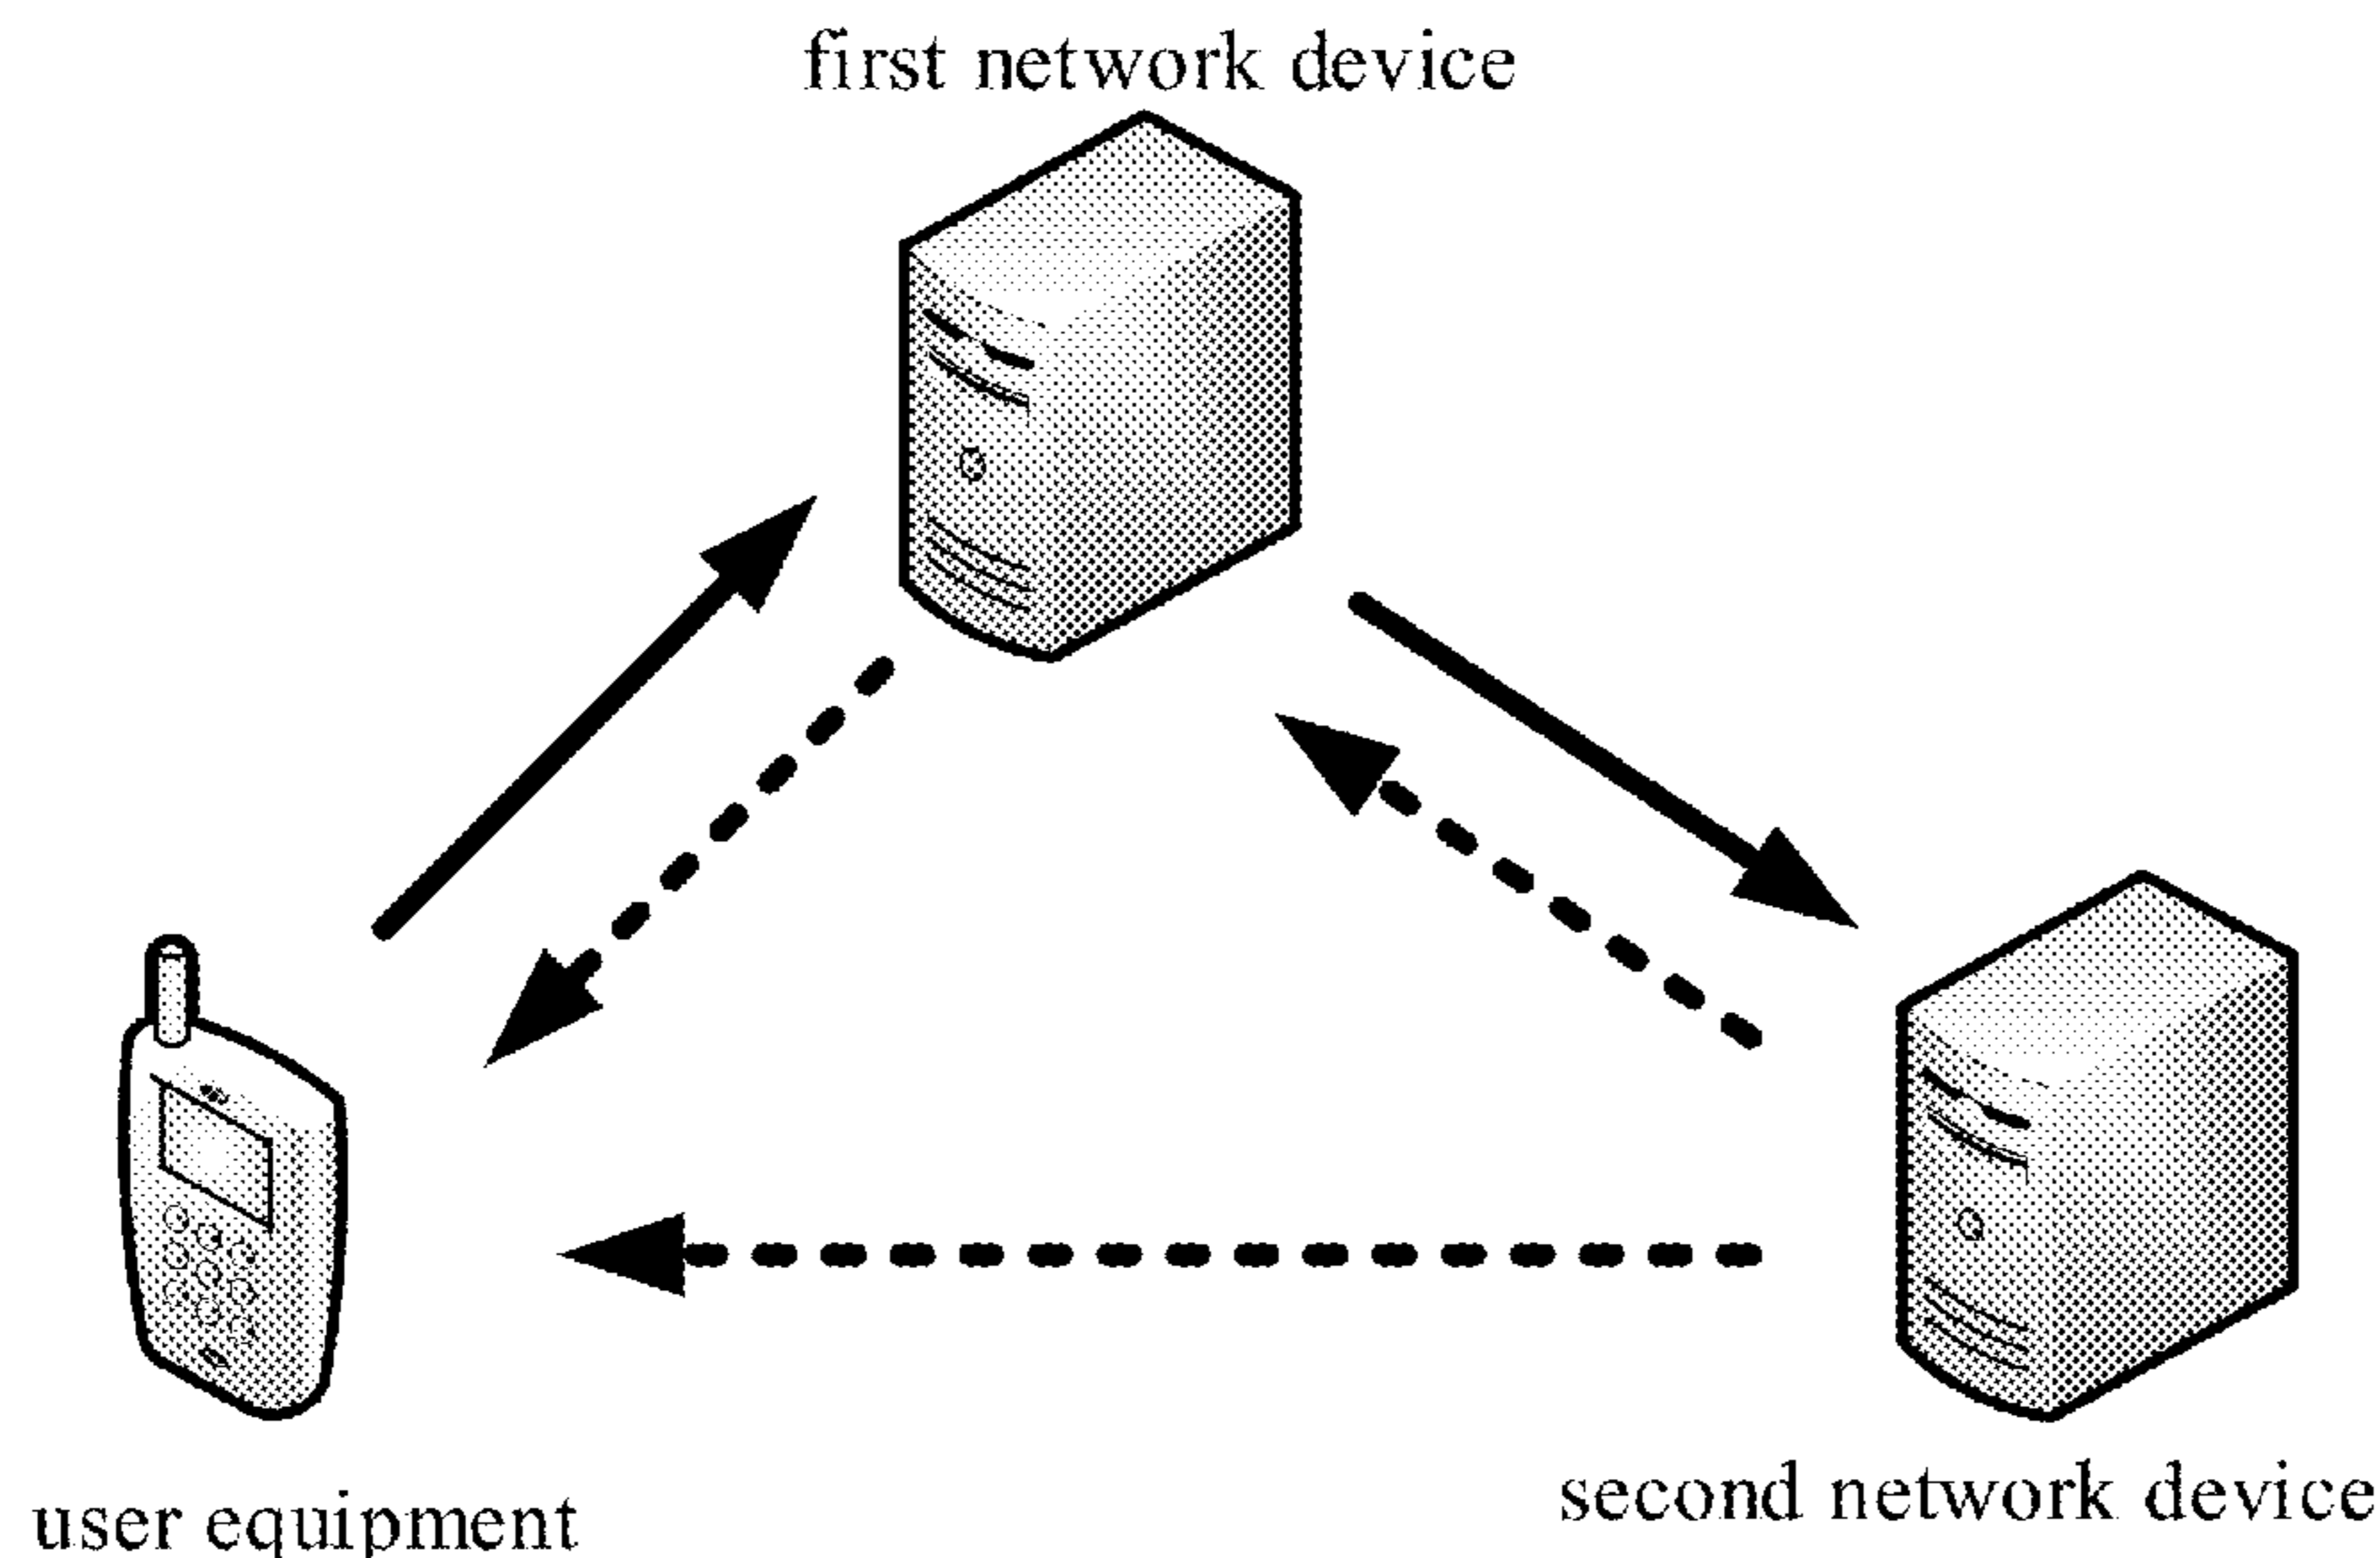 first network device
user equipment
second network device